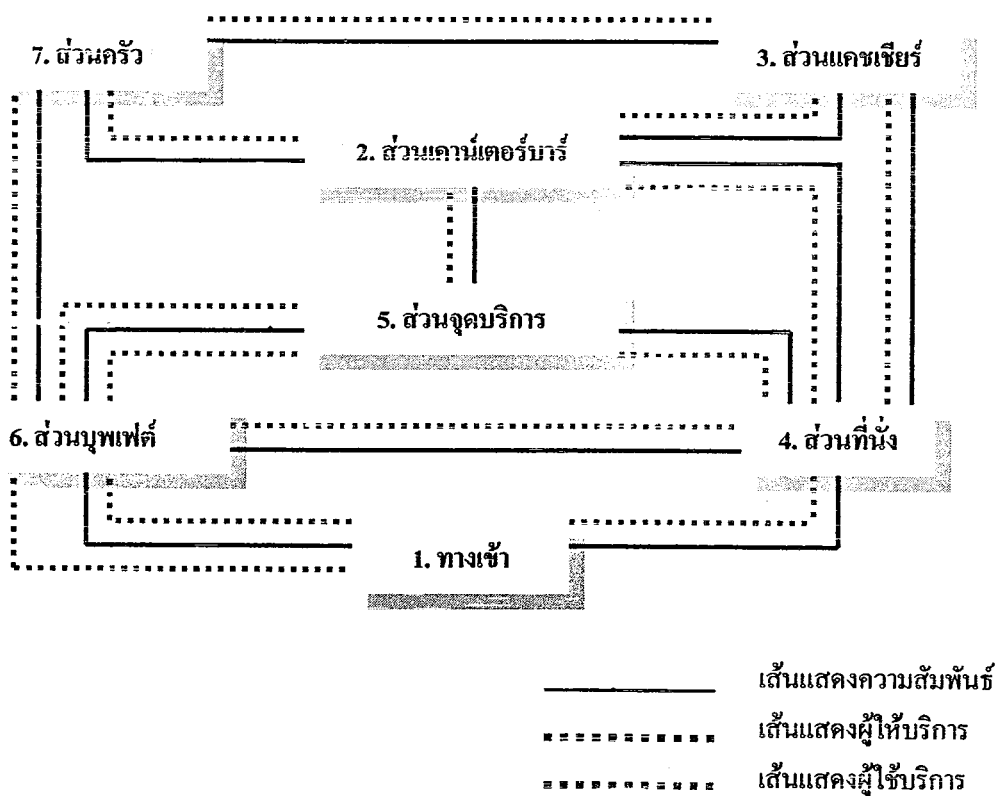 7. ส่วนครัว
3. ส่วนแคชเชียร์
2. ส่วนเคาน์เตอร์บาร์
5. ส่วนจุดบริการ
6. ส่วนบุพเฟต์
4. ส่วนที่นั่ง
1. ทางเข้า
เส้นแสดงความสัมพันธ์
เส้นแสดงผู้ให้บริการ
เส้นแสดงผู้ใช้บริการ